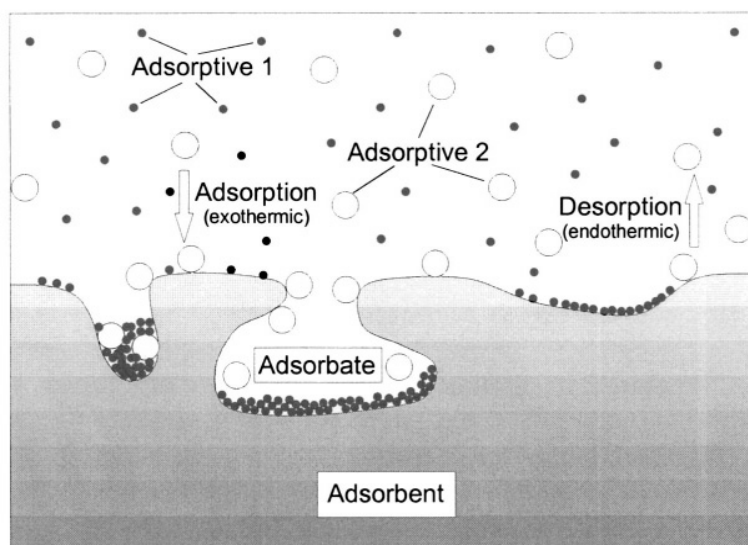 Adsorptive 1
Adsorptive 2
Adsorption
(exothermic)
Desorption
(endothermic)
Adsorbate
Adsorbent